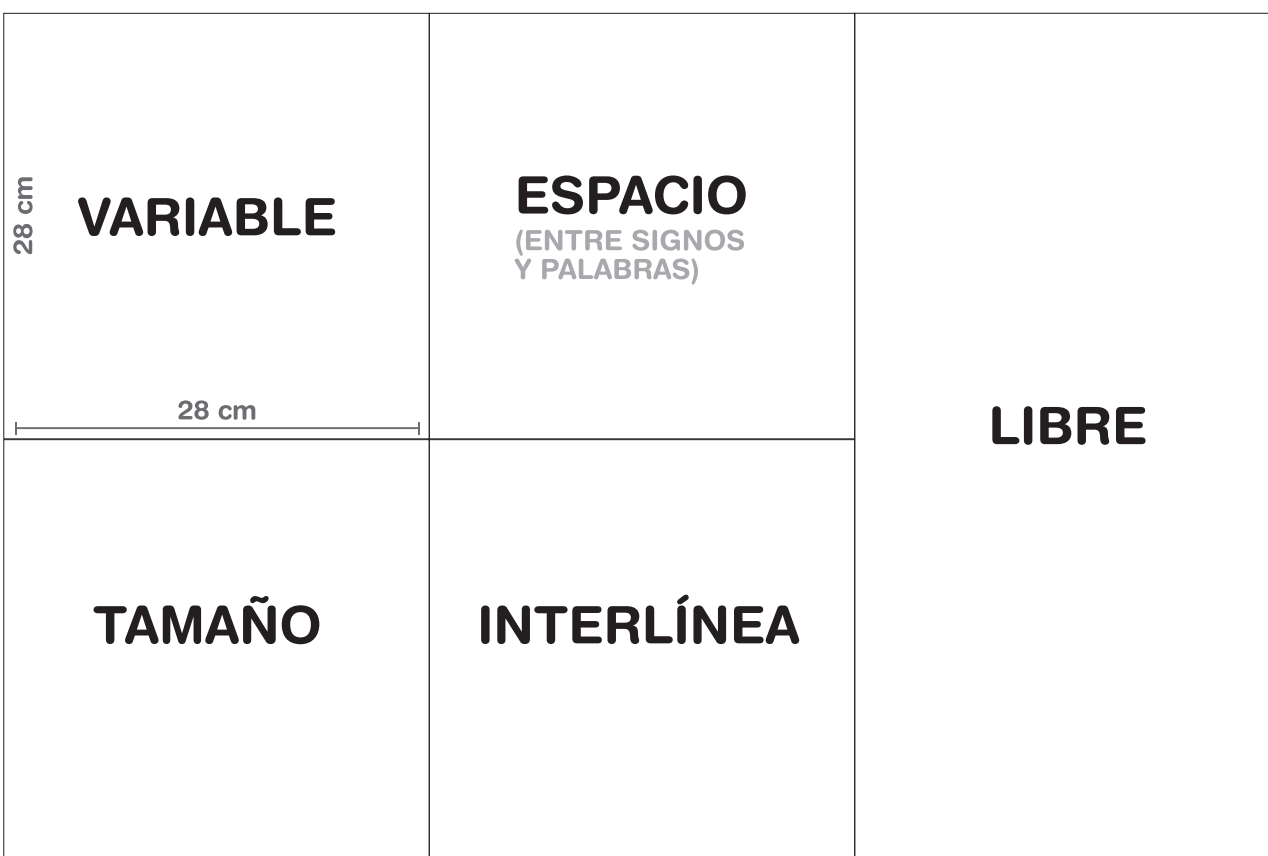 28 cm
VARIABLE
28 cm
ESPACIO
(ENTRE SIGNOS
Y PALABRAS)
LIBRE
TAMAÑO
INTERLÍNEA